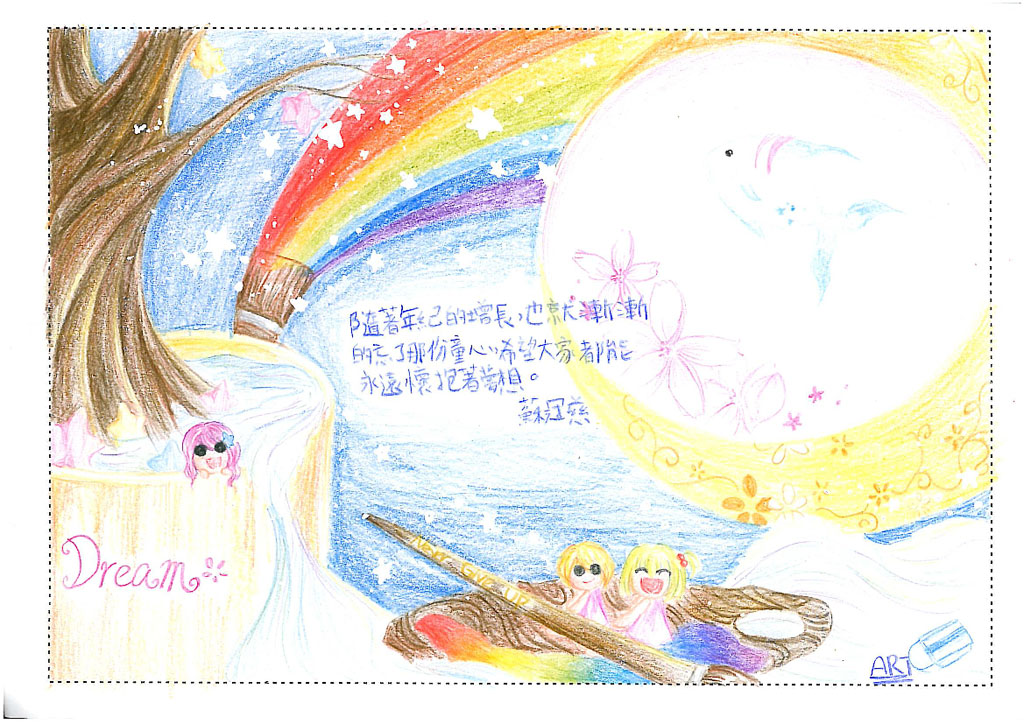 隨著年紀的增長,也就漸漸
的忘了那份童心,希望大家都能
永遠懷抱著夢想。
蘇冠慈
Dream
Never GIVE UP
ART